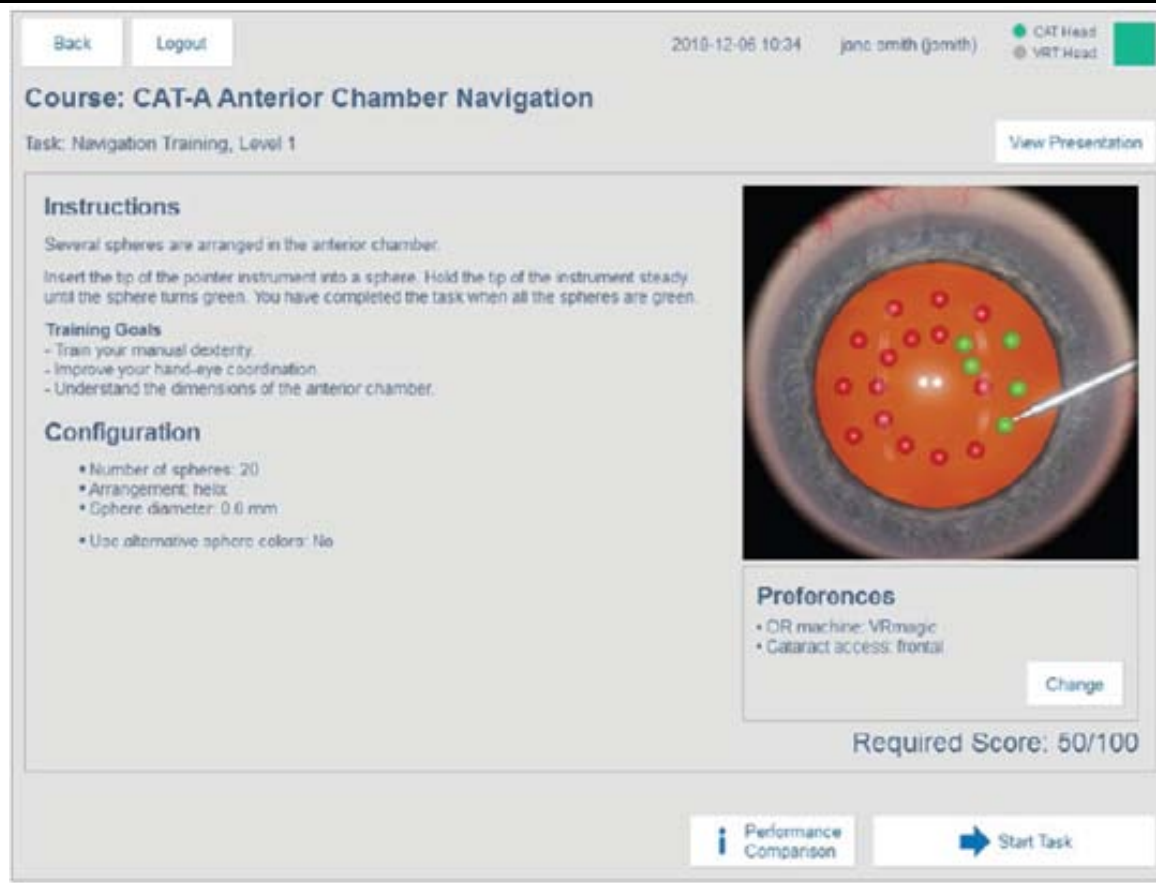 Back
Logout
2018-12-06 10:34
jane smith (jsmith)
CAT Head
VRT Head
Course: CAT-A Anterior Chamber Navigation
Task: Navigation Training, Level 1
View Presentation
Instructions
Several spheres are arranged in the anterior chamber.
Insert the tip of the pointer instrument into a sphere. Hold the tip of the instrument steady
until the sphere turns green. You have completed the task when all the spheres are green.
Training Goals
- Train your manual dexterity.
- Improve your hand-eye coordination.
- Understand the dimensions of the anterior chamber.
Configuration
• Number of spheres: 20
• Arrangement: helix
• Sphere diameter: 0.6 mm
• Use alternative sphere colors: No
Preferences
• OR machine: VRmagic
• Cataract access: frontal
Change
Required Score: 50/100
i
Performance
Comparison
Start Task